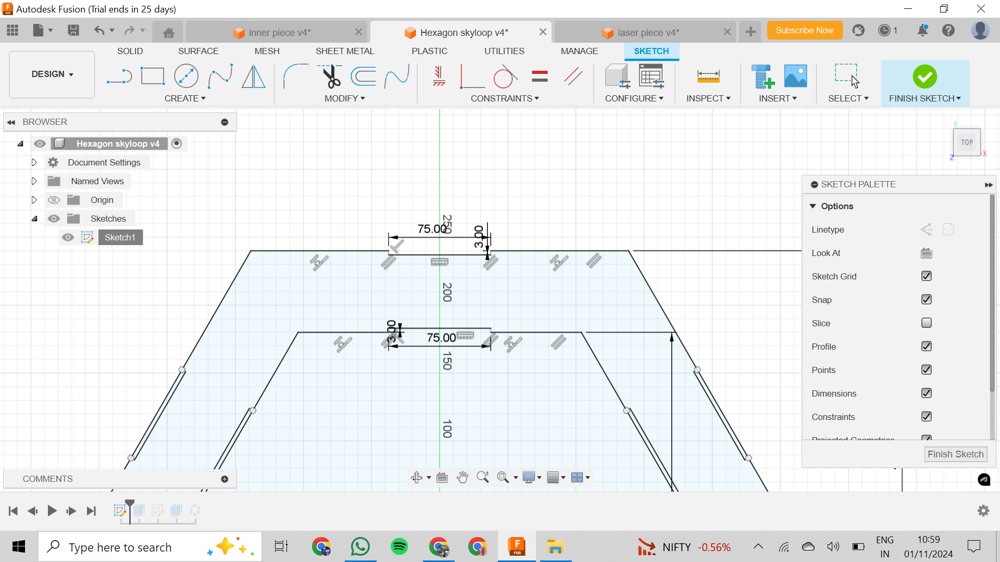 Autodesk Fusion (Trial ends in 25 days)
inner piece v4*
Hexagon skyloop v4*
laser piece v4*
Subscribe Now
1
DESIGN
SOLID
SURFACE
MESH
SHEET METAL
PLASTIC
UTILITIES
MANAGE
SKETCH
CREATE
MODIFY
CONSTRAINTS
CONFIGURE
INSPECT
INSERT
SELECT
FINISH SKETCH
BROWSER
Hexagon skyloop v4
Document Settings
Named Views
Origin
Sketches
Sketch1
Y
TOP
Z
X
250
75.00
3.00
200
3.00
75.00
150
100
SKETCH PALETTE
Options
Linetype
Look At
Sketch Grid
Snap
Slice
Profile
Points
Dimensions
Constraints
Projected Geometries
Finish Sketch
COMMENTS
Type here to search
FUS
NIFTY -0.56%
ENG
IN
10:59
01/11/2024